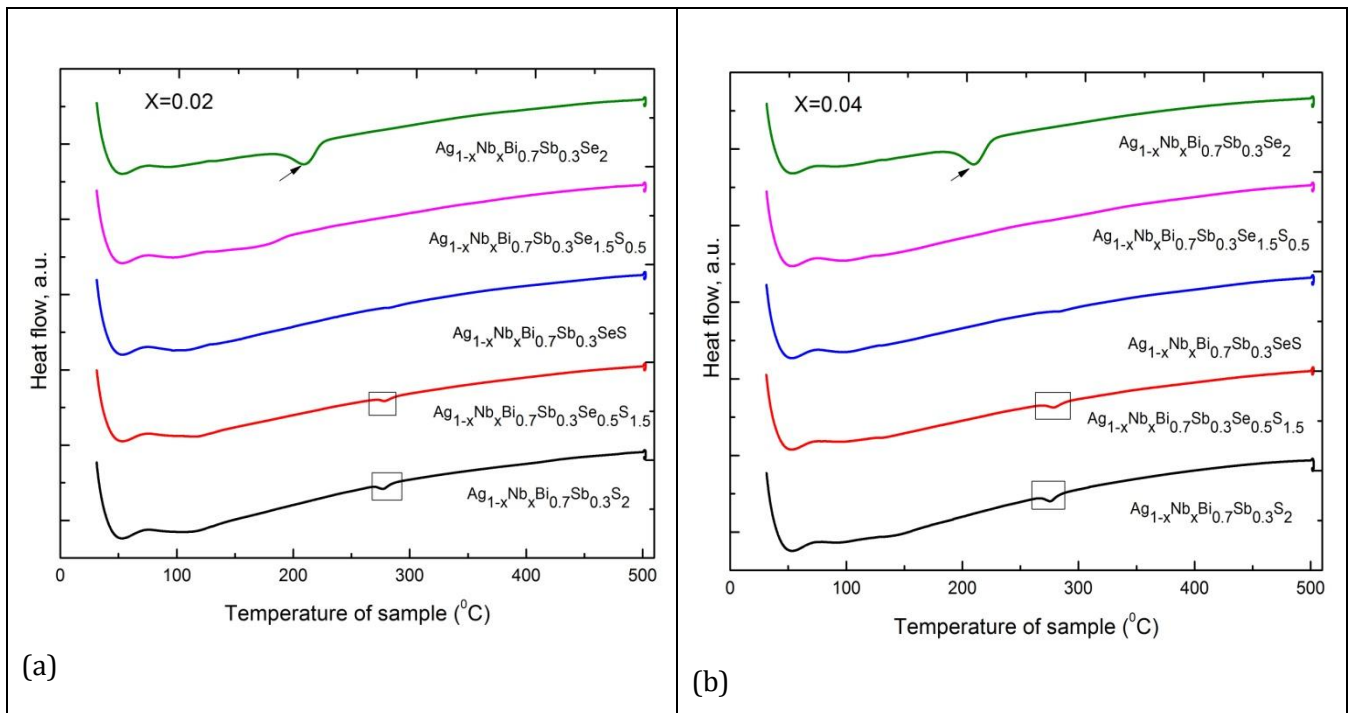 X=0.02
Ag1-xNbxBi0.7Sb0.3Se2
Ag1-xNbxBi0.7Sb0.3Se1.5S0.5
Ag1-xNbxBi0.7Sb0.3SeS
Ag1-xNbxBi0.7Sb0.3Se0.5S1.5
Ag1-xNbxBi0.7Sb0.3S2
Heat flow, a.u.
0 100 200 300 400 500
Temperature of sample (0C)
(a)
X=0.04
Ag1-xNbxBi0.7Sb0.3Se2
Ag1-xNbxBi0.7Sb0.3Se1.5S0.5
Ag1-xNbxBi0.7Sb0.3SeS
Ag1-xNbxBi0.7Sb0.3Se0.5S1.5
Ag1-xNbxBi0.7Sb0.3S2
Heat flow, a.u.
0 100 200 300 400 500
Temperature of sample (0C)
(b)